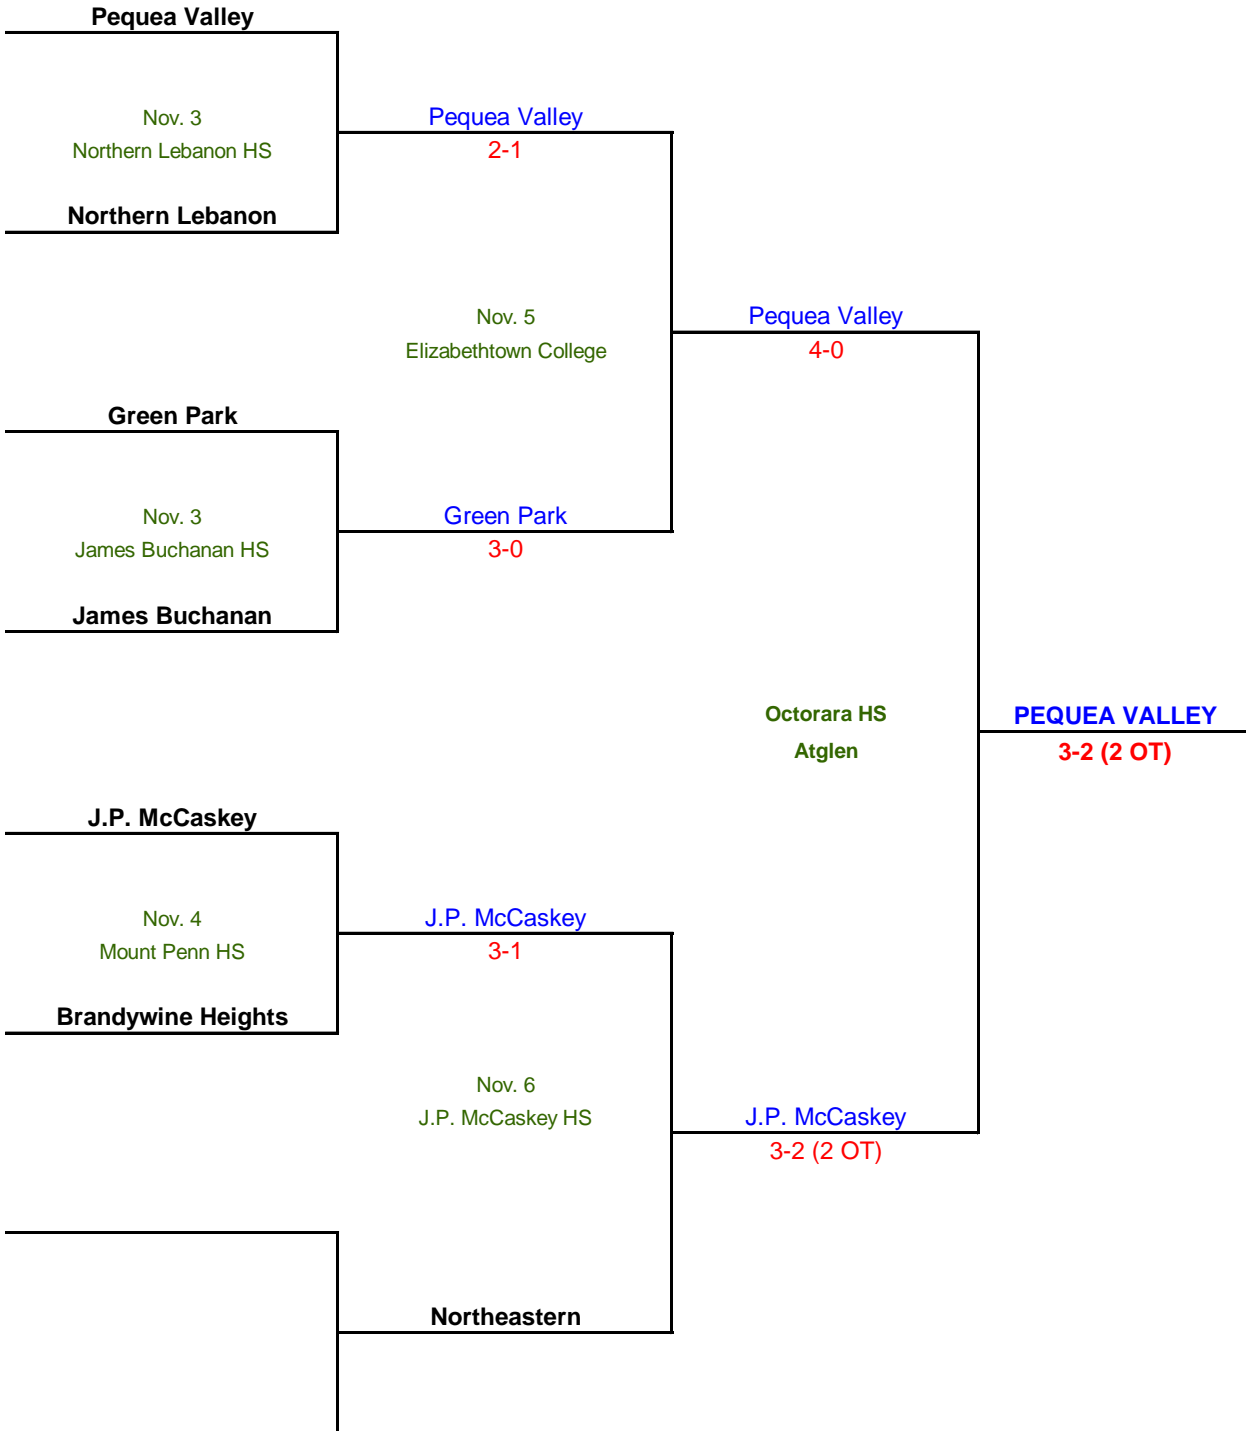 Pequea Valley
Nov. 3
Northern Lebanon HS
Northern Lebanon
Pequea Valley
2-1
Nov. 5
Elizabethtown College
Pequea Valley
4-0
Green Park
Nov. 3
James Buchanan HS
James Buchanan
Green Park
3-0
Octorara HS
Atglen
PEQUEA VALLEY
3-2 (2 OT)
J.P. McCaskey
Nov. 4
Mount Penn HS
Brandywine Heights
J.P. McCaskey
3-1
Nov. 6
J.P. McCaskey HS
J.P. McCaskey
3-2 (2 OT)
Northeastern